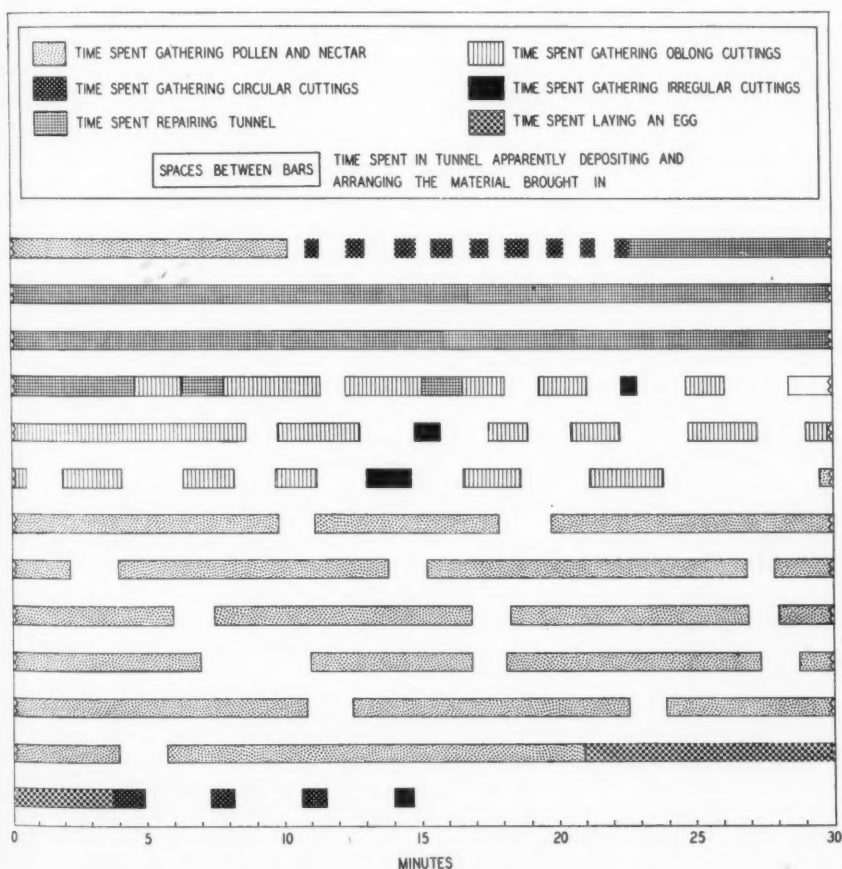 TIME SPENT GATHERING POLLEN AND NECTAR
TIME SPENT GATHERING OBLONG CUTTINGS
TIME SPENT GATHERING CIRCULAR CUTTINGS
TIME SPENT GATHERING IRREGULAR CUTTINGS
TIME SPENT REPAIRING TUNNEL
TIME SPENT LAYING AN EGG
SPACES BETWEEN BARS
TIME SPENT IN TUNNEL APPARENTLY DEPOSITING AND
ARRANGING THE MATERIAL BROUGHT IN
0 5 10 15 20 25 30
MINUTES